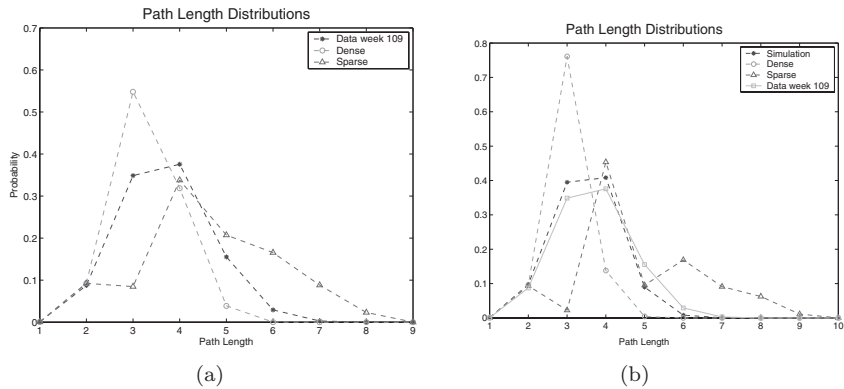 Path Length Distributions
0.7
0.6
0.5
0.4
0.3
0.2
0.1
0
Probability
1 2 3 4 5 6 7 8 9
Path Length
Data week 109
Dense
Sparse
(a)
Path Length Distributions
0.8
0.7
0.6
0.5
0.4
0.3
0.2
0.1
0
1 2 3 4 5 6 7 8 9 10
Path Length
Simulation
Dense
Sparse
Data week 109
(b)